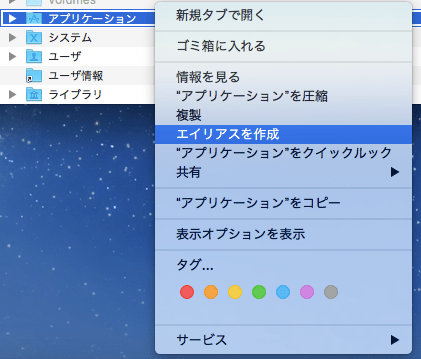 Volumes
アプリケーション
システム
ユーザ
ユーザ情報
ライブラリ
新規タブで開く
ゴミ箱に入れる
情報を見る
“アプリケーション”を圧縮
複製
エイリアスを作成
“アプリケーション”をクイックルック
共有
“アプリケーション”をコピー
表示オプションを表示
タグ...
サービス